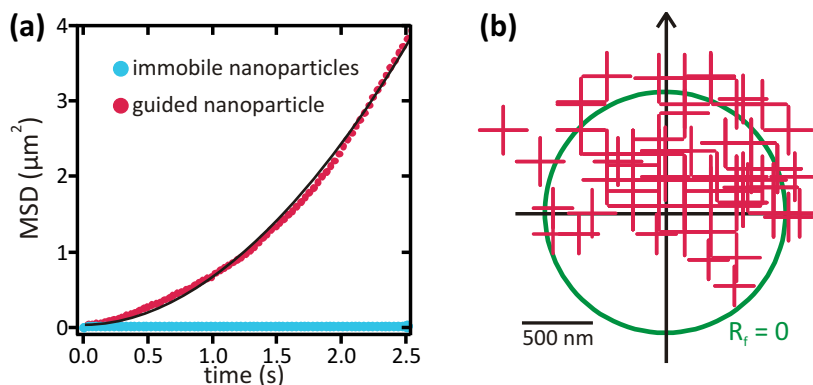 (a)
MSD (µm²)
4
3
2
1
0
immobile nanoparticles
guided nanoparticle
0.0 0.5 1.0 1.5 2.0 2.5
time (s)
(b)
500 nm
R_f = 0